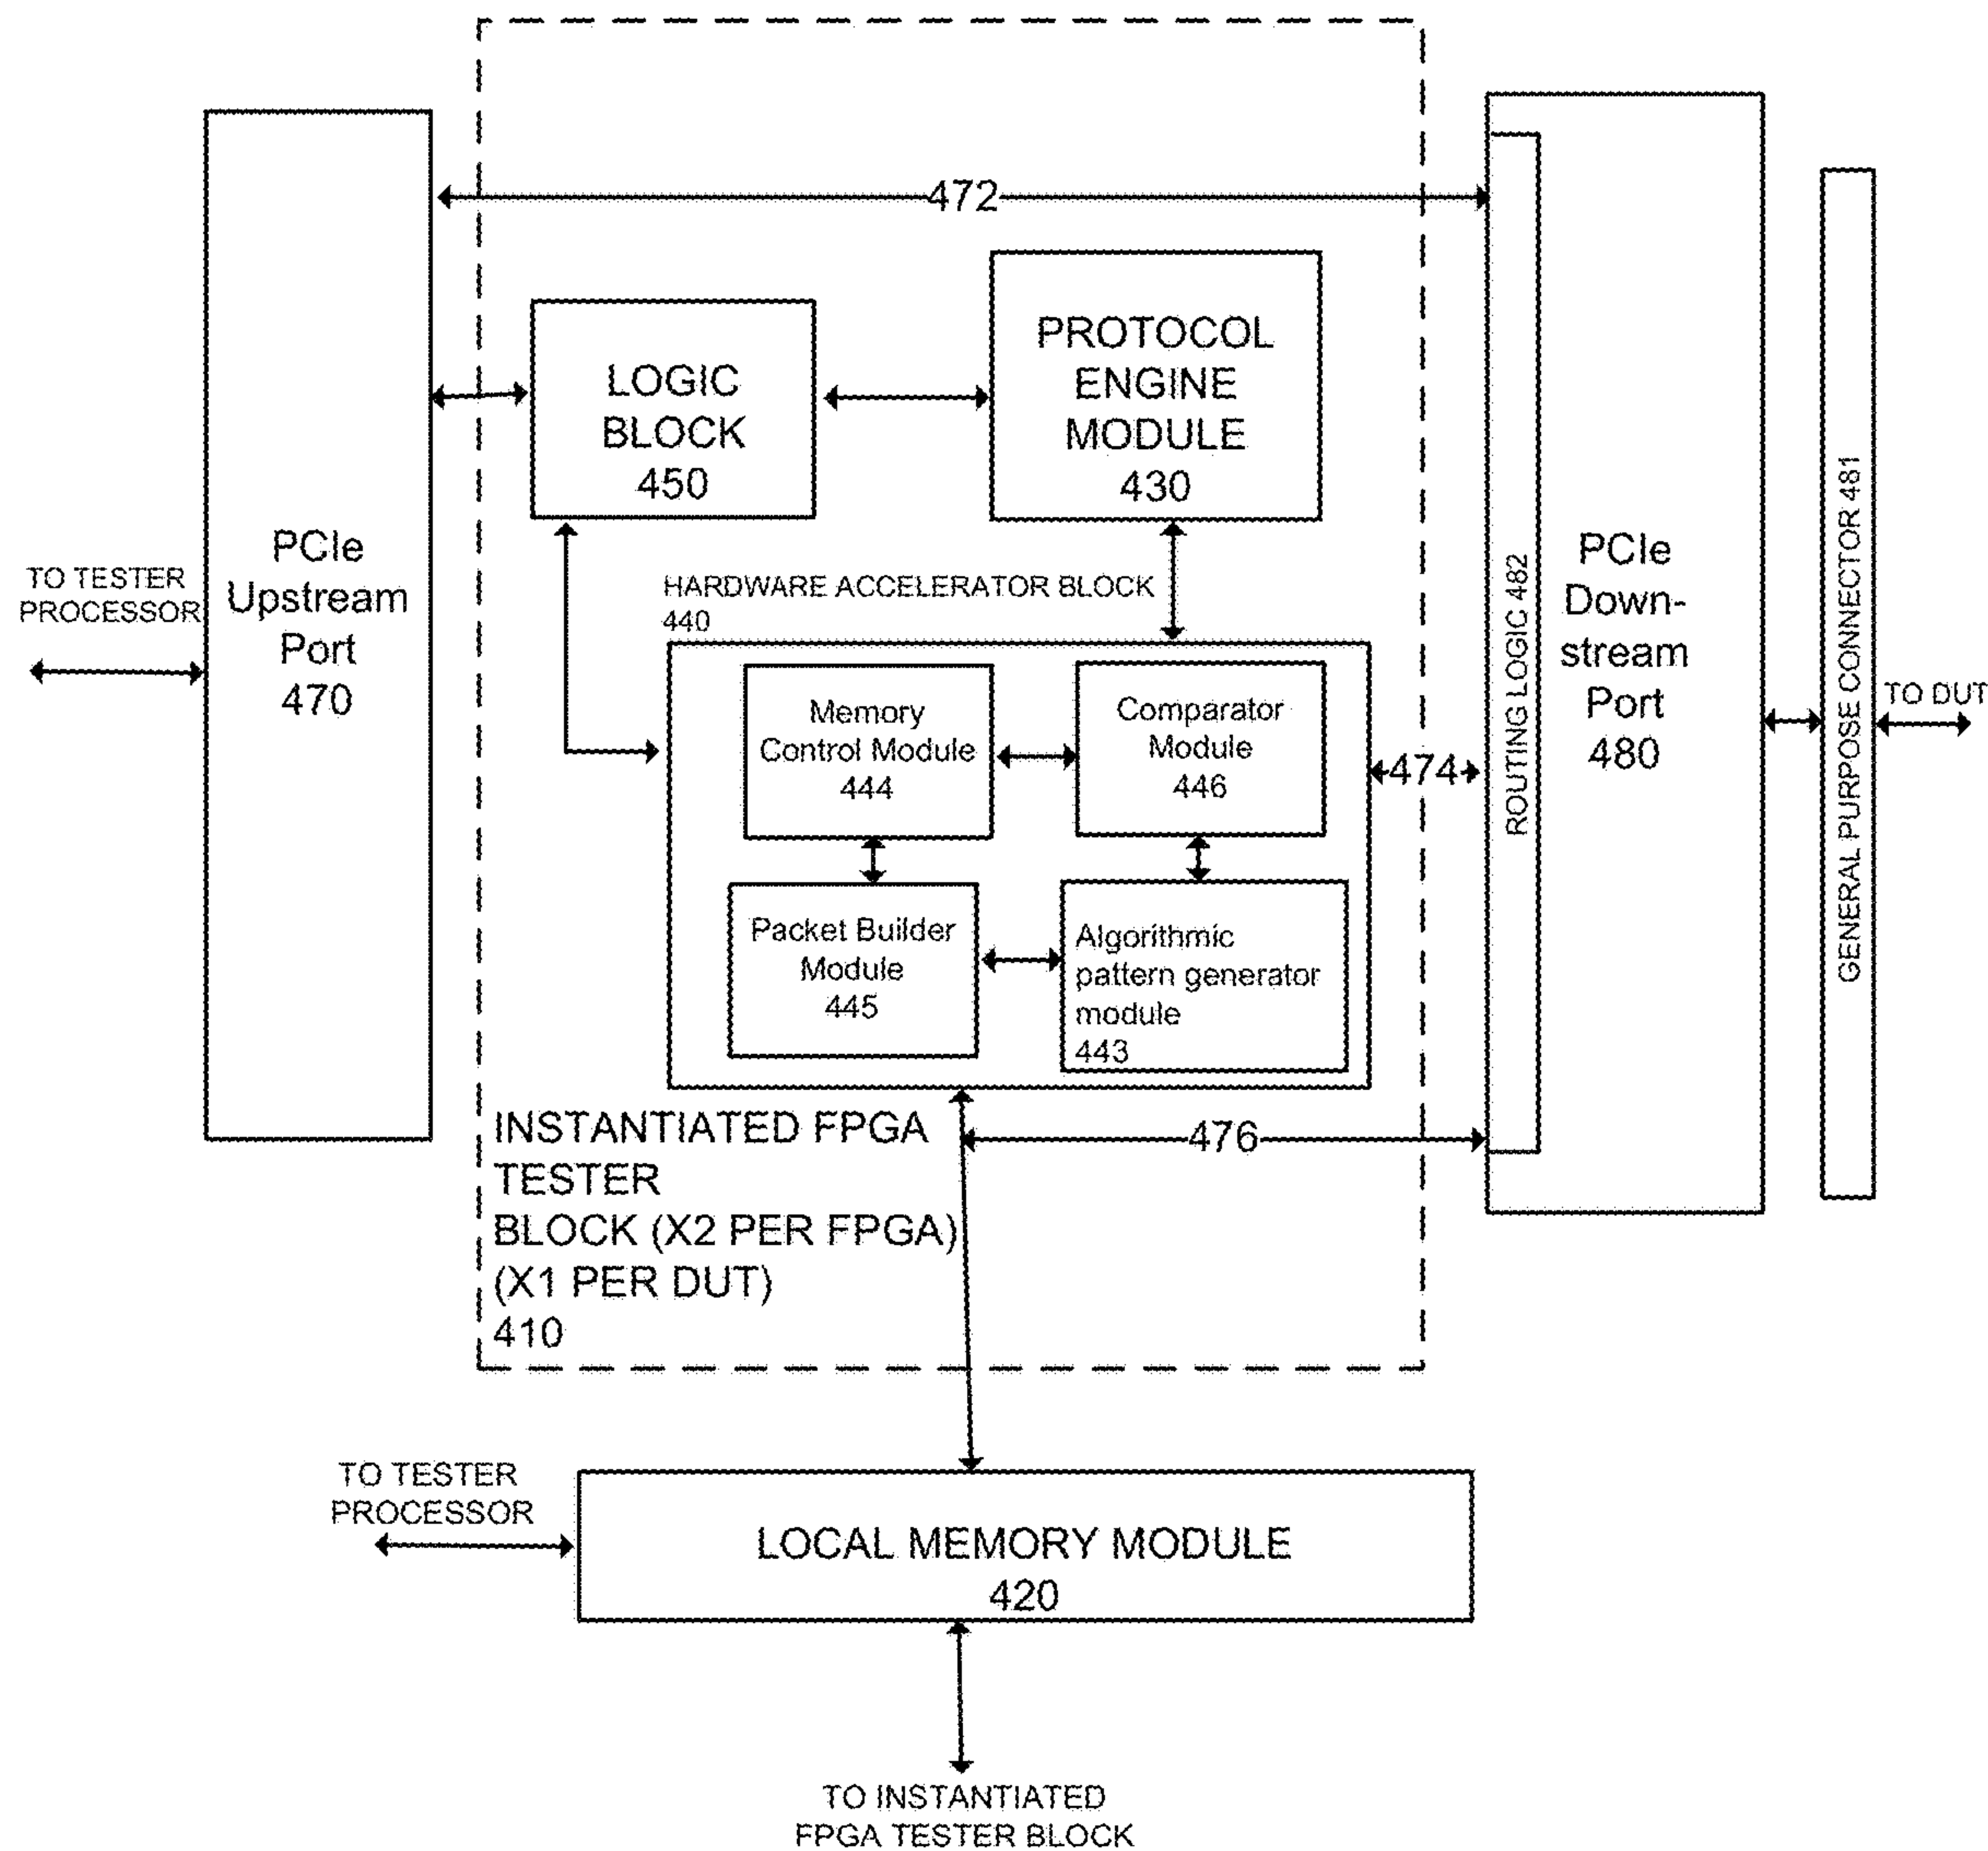 472
PROTOCOL
ENGINE
MODULE
430
LOGIC
BLOCK
450
PCIe
Upstream
Port
470
TO TESTER
PROCESSOR
HARDWARE ACCELERATOR BLOCK
440
Memory
Control Module
444
Comparator
Module
446
Packet Builder
Module
445
Algorithmic
pattern generator
module
443
474
ROUTING LOGIC 482
PCIe
Down-
stream
Port
480
GENERAL PURPOSE CONNECTOR 481
TO DUT
476
INSTANTIATED FPGA
TESTER
BLOCK (X2 PER FPGA)
(X1 PER DUT)
410
TO TESTER
PROCESSOR
LOCAL MEMORY MODULE
420
TO INSTANTIATED
FPGA TESTER BLOCK